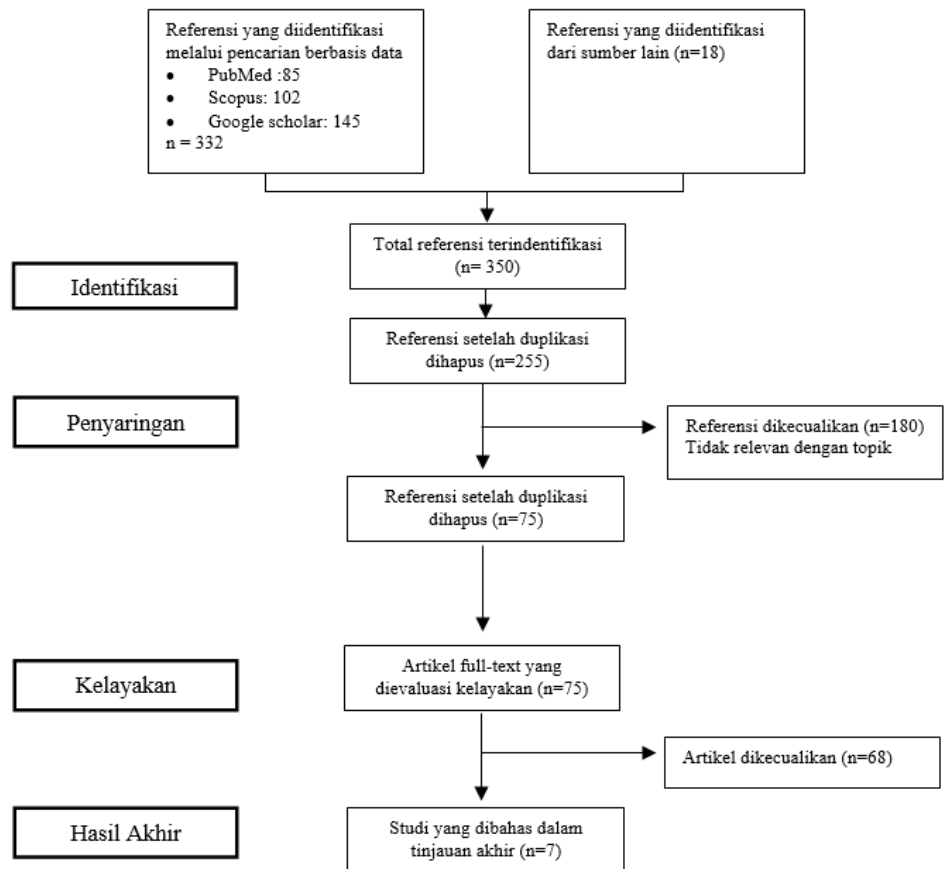 Referensi yang diidentifikasi
melalui pencarian berbasis data
• PubMed :85
• Scopus: 102
• Google scholar: 145
n = 332
Referensi yang diidentifikasi
dari sumber lain (n=18)
Total referensi terindentifikasi
(n= 350)
Identifikasi
Referensi setelah duplikasi
dihapus (n=255)
Penyaringan
Referensi dikecualikan (n=180)
Tidak relevan dengan topik
Referensi setelah duplikasi
dihapus (n=75)
Kelayakan
Artikel full-text yang
dievaluasi kelayakan (n=75)
Artikel dikecualikan (n=68)
Hasil Akhir
Studi yang dibahas dalam
tinjauan akhir (n=7)